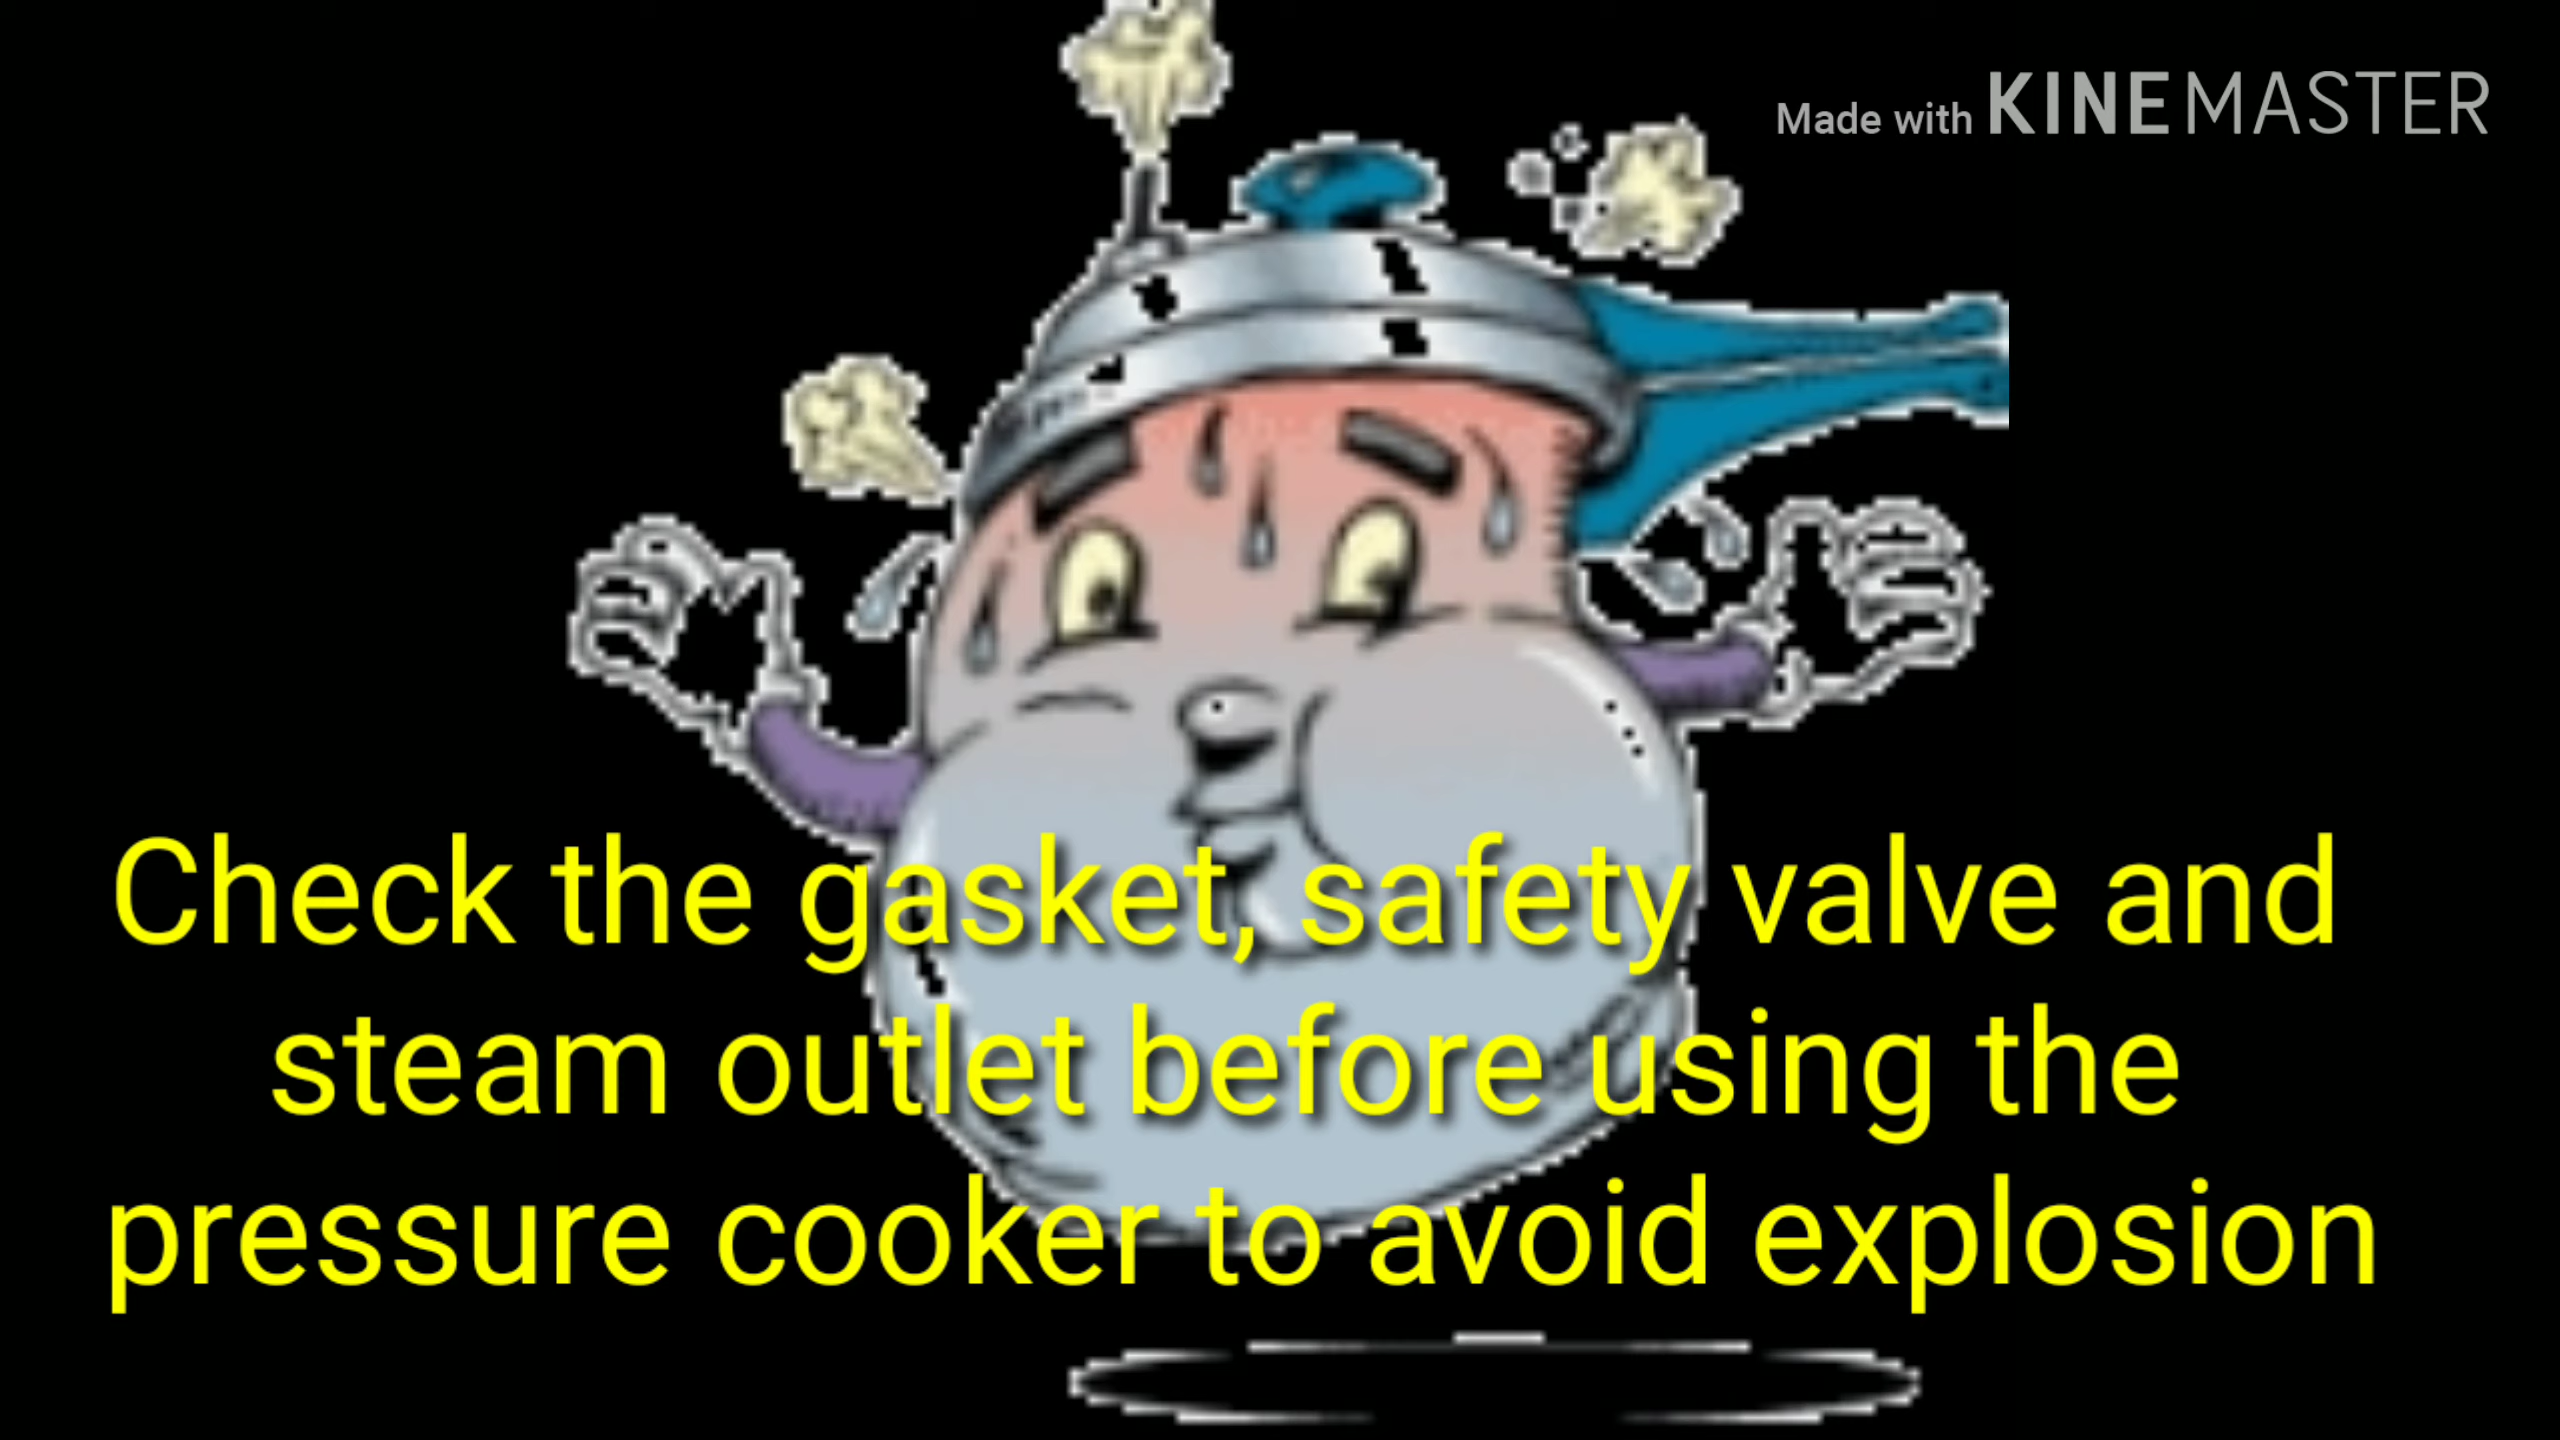 Made with KINEMASTER
Check the gasket, safety valve and
steam outlet before using the
pressure cooker to avoid explosion